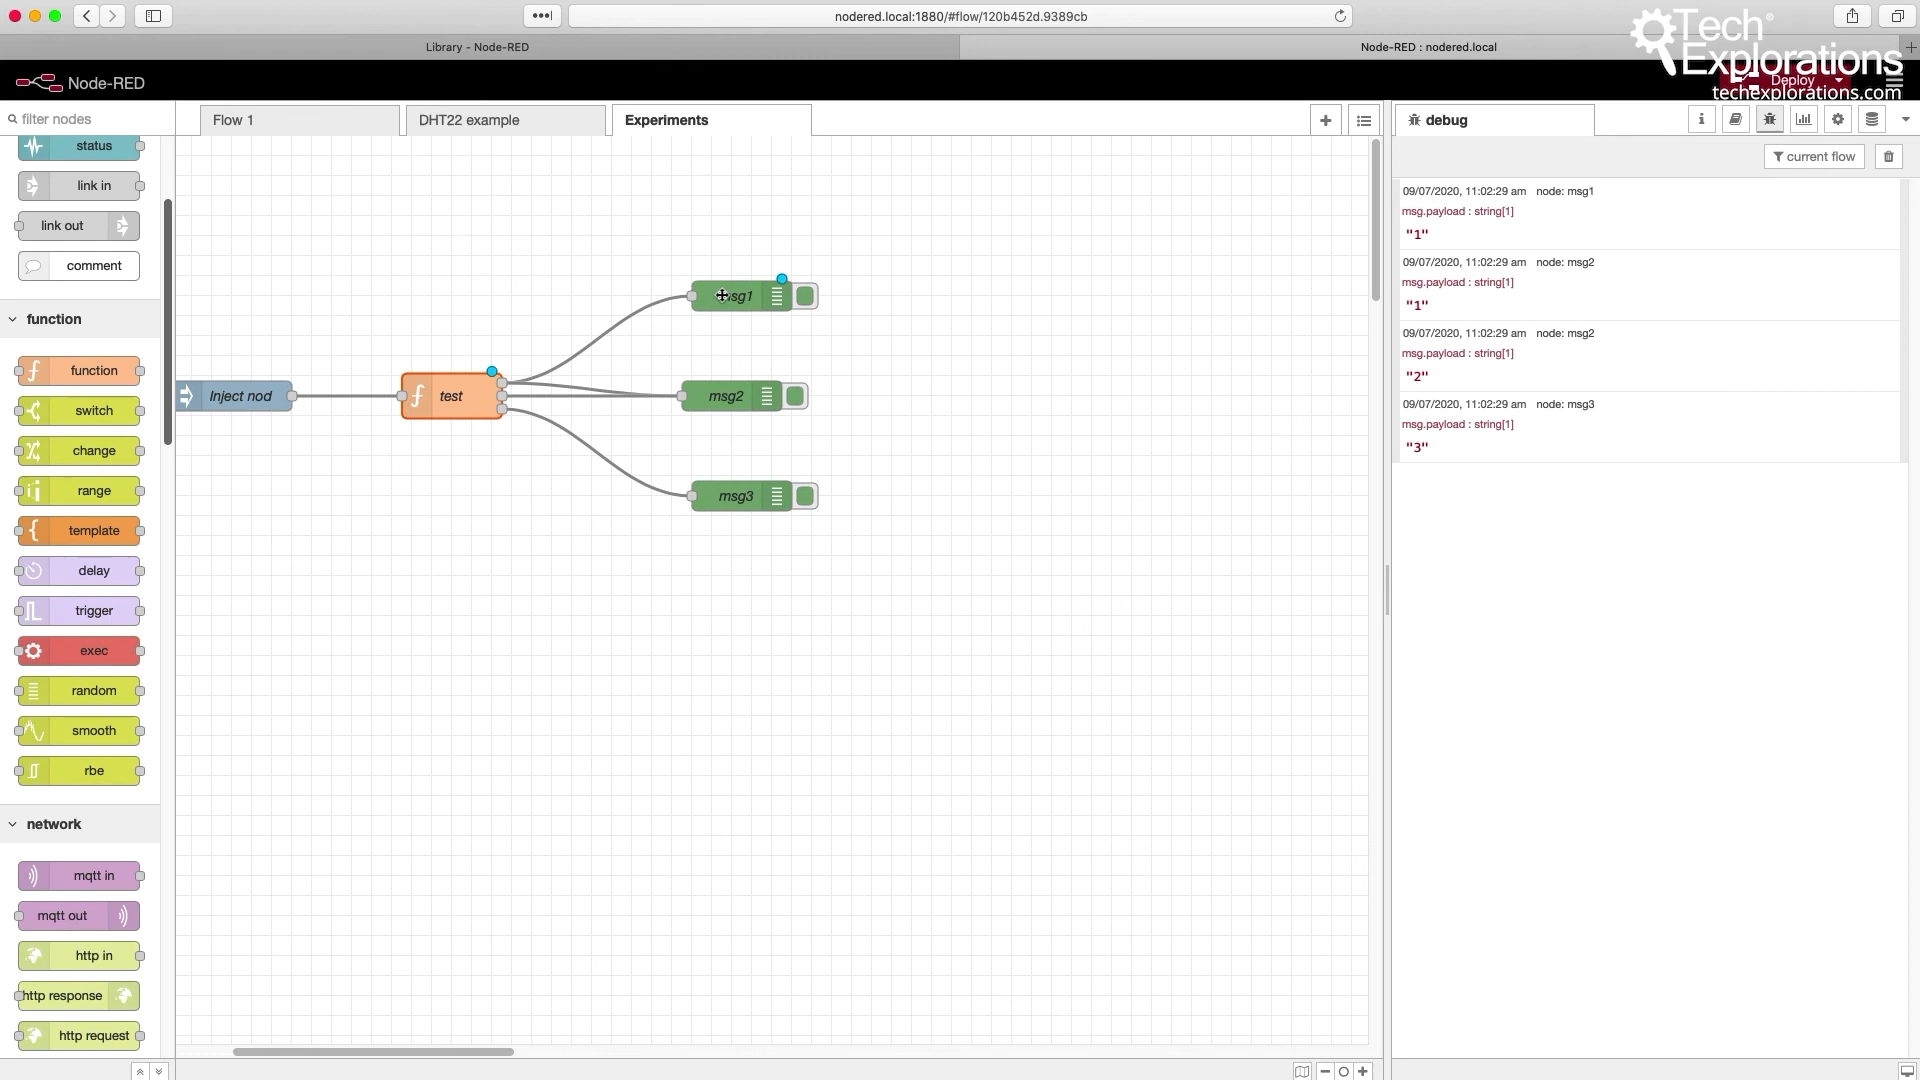 nodered.local:1880/#flow/120b452d.9389cb
Library - Node-RED
Node-RED : nodered.local
Tech
Explorations
techexplorations.com
Node-RED
Deploy
filter nodes
Flow 1
DHT22 example
Experiments
debug
status
link in
link out
comment
function
function
switch
change
range
template
delay
trigger
exec
random
smooth
rbe
network
mqtt in
mqtt out
http in
http response
http request
Inject nod
test
msg1
msg2
msg3
current flow
09/07/2020, 11:02:29 am node: msg1
msg.payload : string[1]
"1"
09/07/2020, 11:02:29 am node: msg2
msg.payload : string[1]
"1"
09/07/2020, 11:02:29 am node: msg2
msg.payload : string[1]
"2"
09/07/2020, 11:02:29 am node: msg3
msg.payload : string[1]
"3"